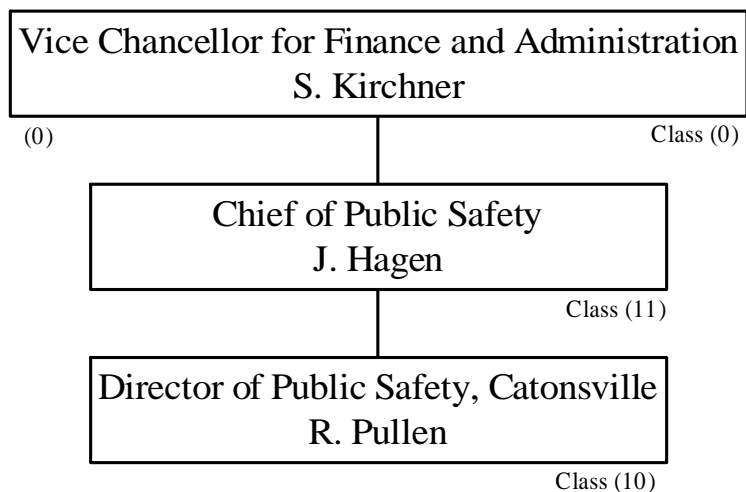 Vice Chancellor for Finance and Administration
S. Kirchner
(0) Class (0)
Chief of Public Safety
J. Hagen
Class (11)
Director of Public Safety, Catonsville
R. Pullen
Class (10)